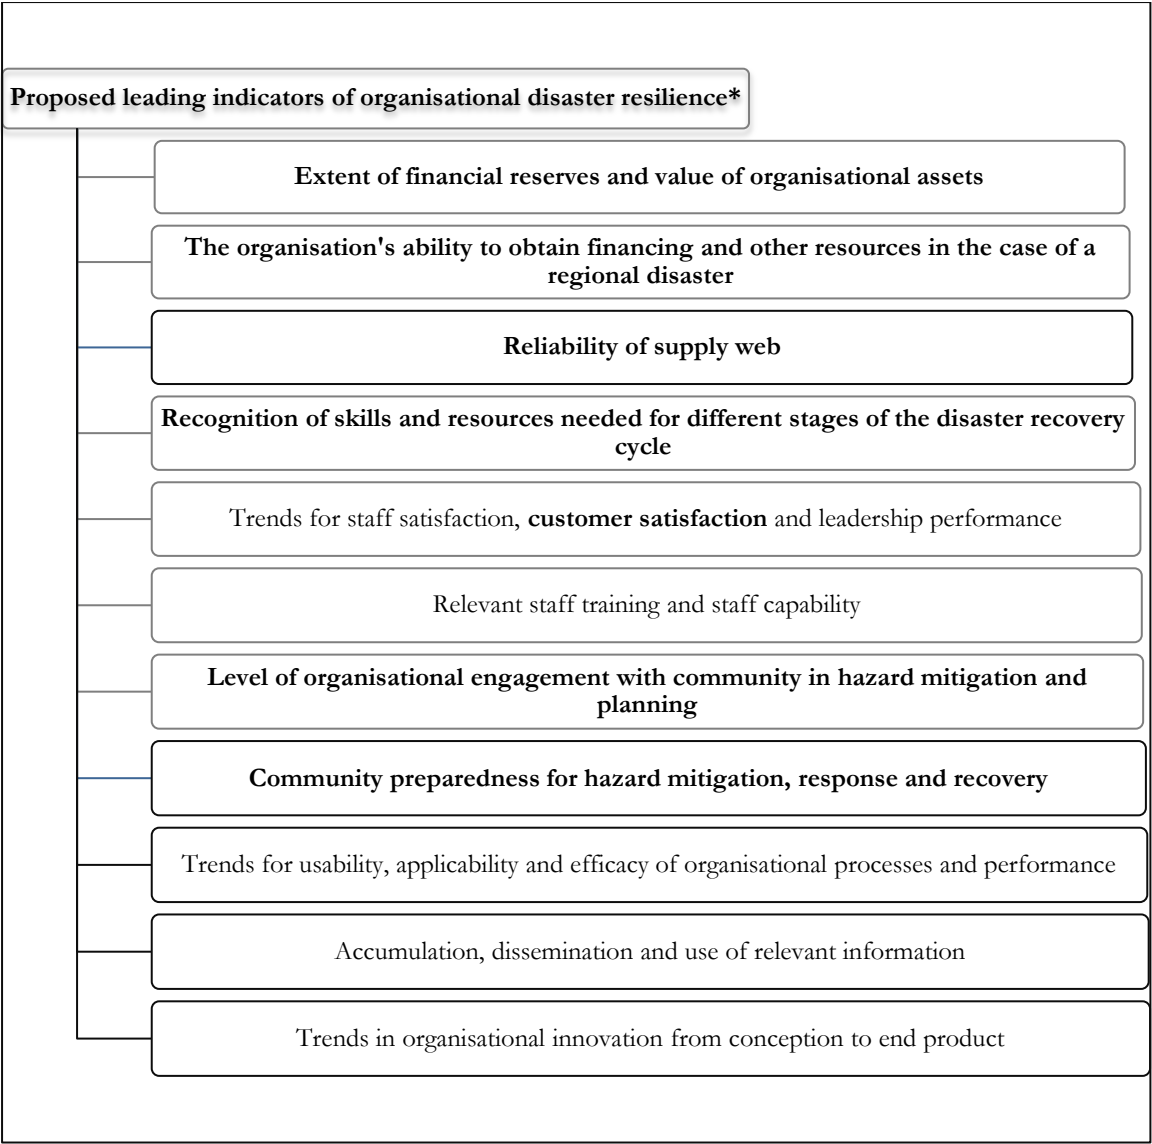 Proposed leading indicators of organisational disaster resilience*
Extent of financial reserves and value of organisational assets
The organisation's ability to obtain financing and other resources in the case of a
regional disaster
Reliability of supply web
Recognition of skills and resources needed for different stages of the disaster recovery
cycle
Trends for staff satisfaction, customer satisfaction and leadership performance
Relevant staff training and staff capability
Level of organisational engagement with community in hazard mitigation and
planning
Community preparedness for hazard mitigation, response and recovery
Trends for usability, applicability and efficacy of organisational processes and performance
Accumulation, dissemination and use of relevant information
Trends in organisational innovation from conception to end product